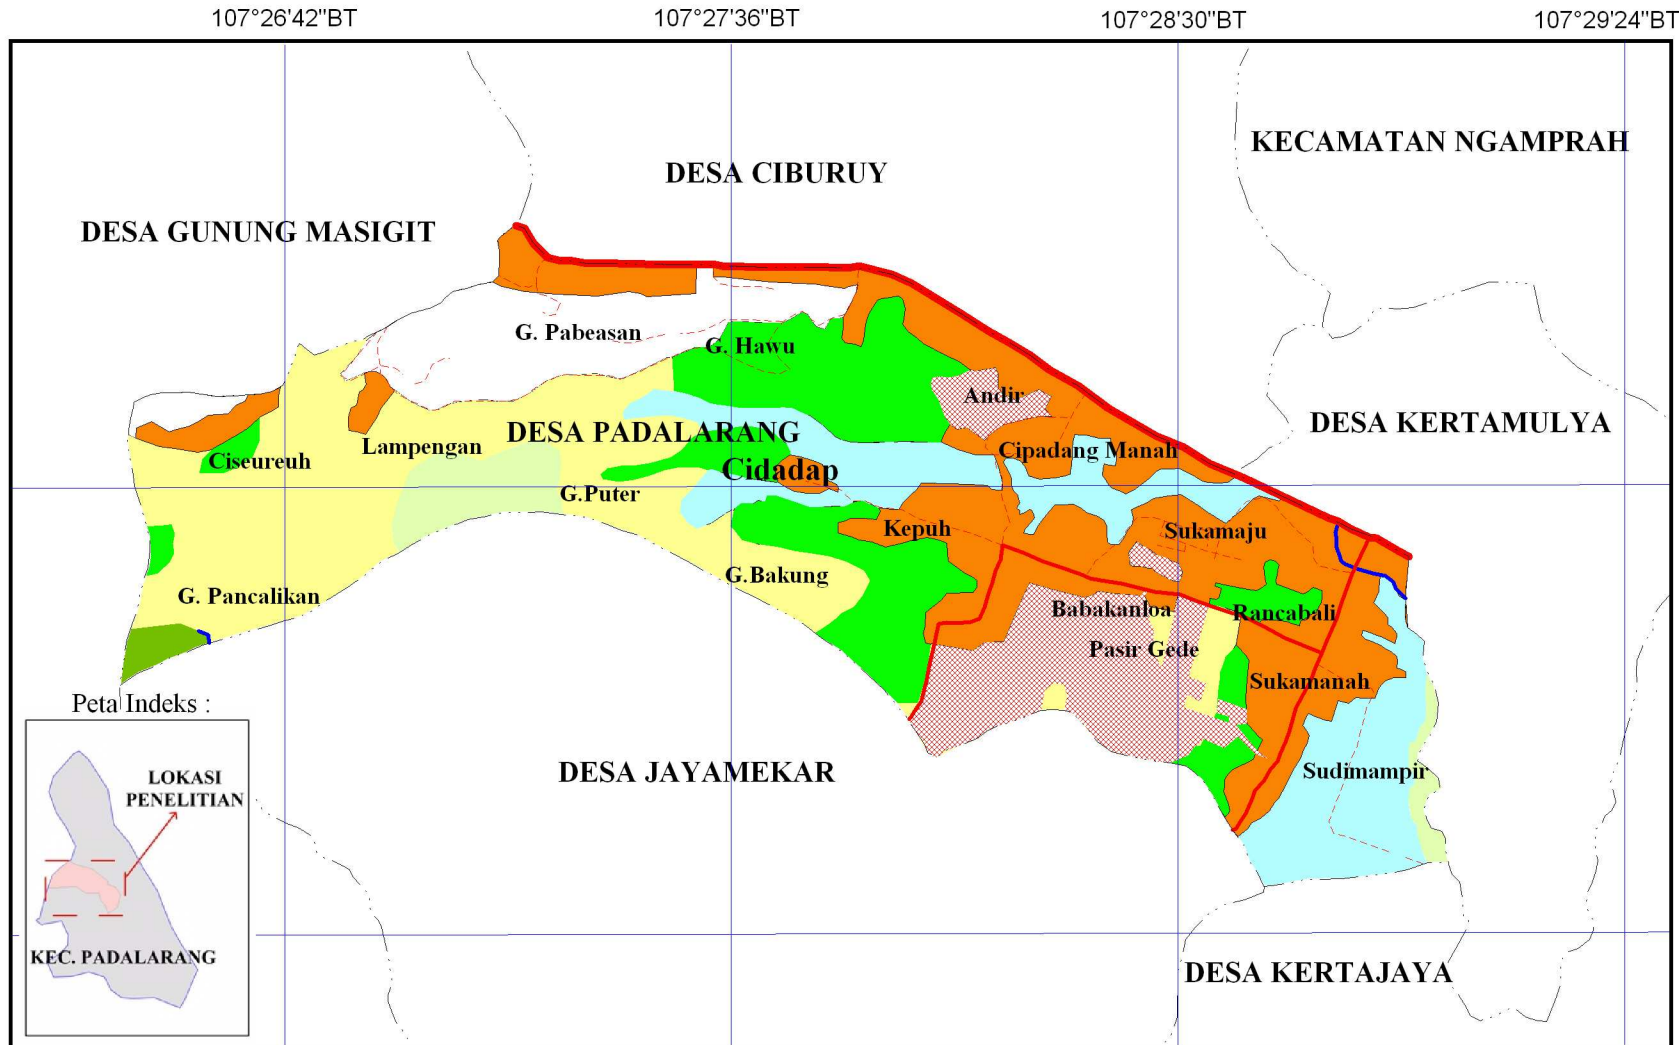 107°26'42"BT
107°27'36"BT
107°28'30"BT
107°29'24"BT
KECAMATAN NGAMPRAH
DESA CIBURUY
DESA GUNUNG MASIGIT
G. Pabeasan
G. Hawu
Andir
DESA KERTAMULYA
DESA PADALARANG
Lampengan
Cipadang Manah
Ciseureuh
Cidadap
G.Puter
Kepuh
Sukamaju
G.Bakung
G. Pancalikan
Babakanloa
Rancabali
Pasir Gede
Sukamanah
Peta Indeks :
DESA JAYAMEKAR
Sudimampir
LOKASI
PENELITIAN
KEC. PADALARANG
DESA KERTAJAYA